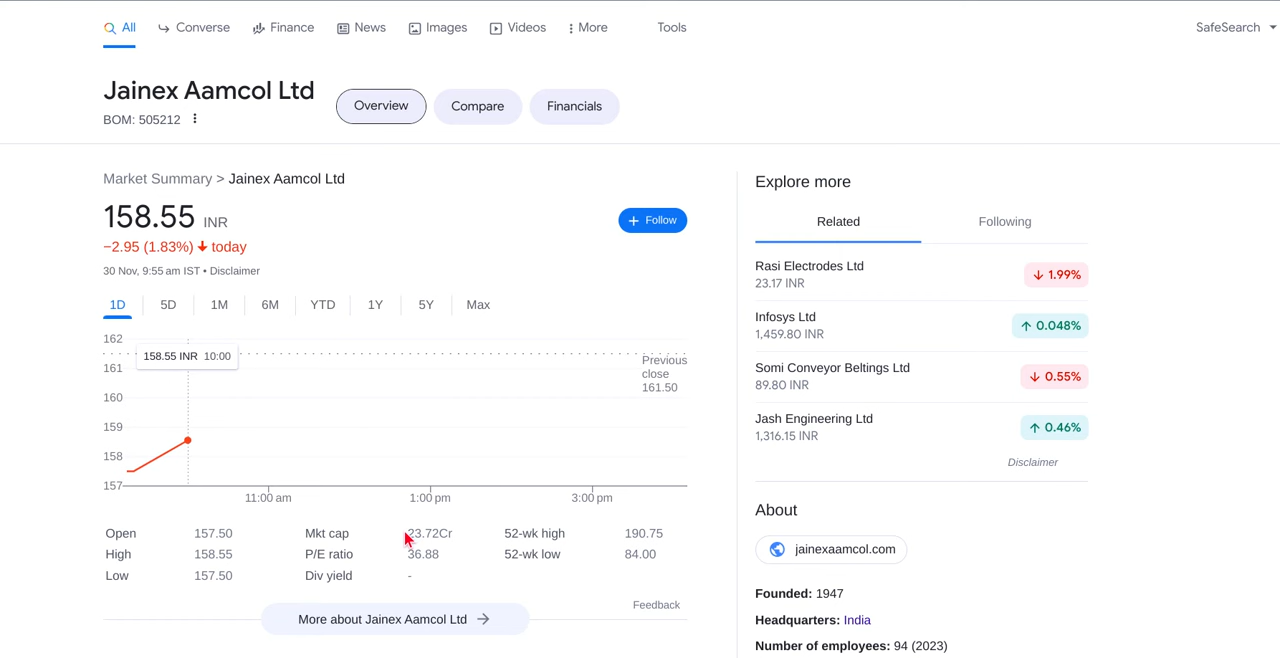 All Converse Finance News Images Videos More Tools SafeSearch
Jainex Aamcol Ltd
BOM: 505212
Overview Compare Financials
Market Summary > Jainex Aamcol Ltd
158.55 INR
+ Follow
−2.95 (1.83%) ↓ today
30 Nov, 9:55 am IST • Disclaimer
1D 5D 1M 6M YTD 1Y 5Y Max
162
158.55 INR 10:00
161
Previous
close
161.50
160
159
158
157
11:00 am 1:00 pm 3:00 pm
Open 157.50 Mkt cap 23.72Cr 52-wk high 190.75
High 158.55 P/E ratio 36.88 52-wk low 84.00
Low 157.50 Div yield -
Feedback
More about Jainex Aamcol Ltd →
Explore more
Related Following
Rasi Electrodes Ltd
23.17 INR
↓ 1.99%
Infosys Ltd
1,459.80 INR
↑ 0.048%
Somi Conveyor Beltings Ltd
89.80 INR
↓ 0.55%
Jash Engineering Ltd
1,316.15 INR
↑ 0.46%
Disclaimer
About
jainexaamcol.com
Founded: 1947
Headquarters: India
Number of employees: 94 (2023)